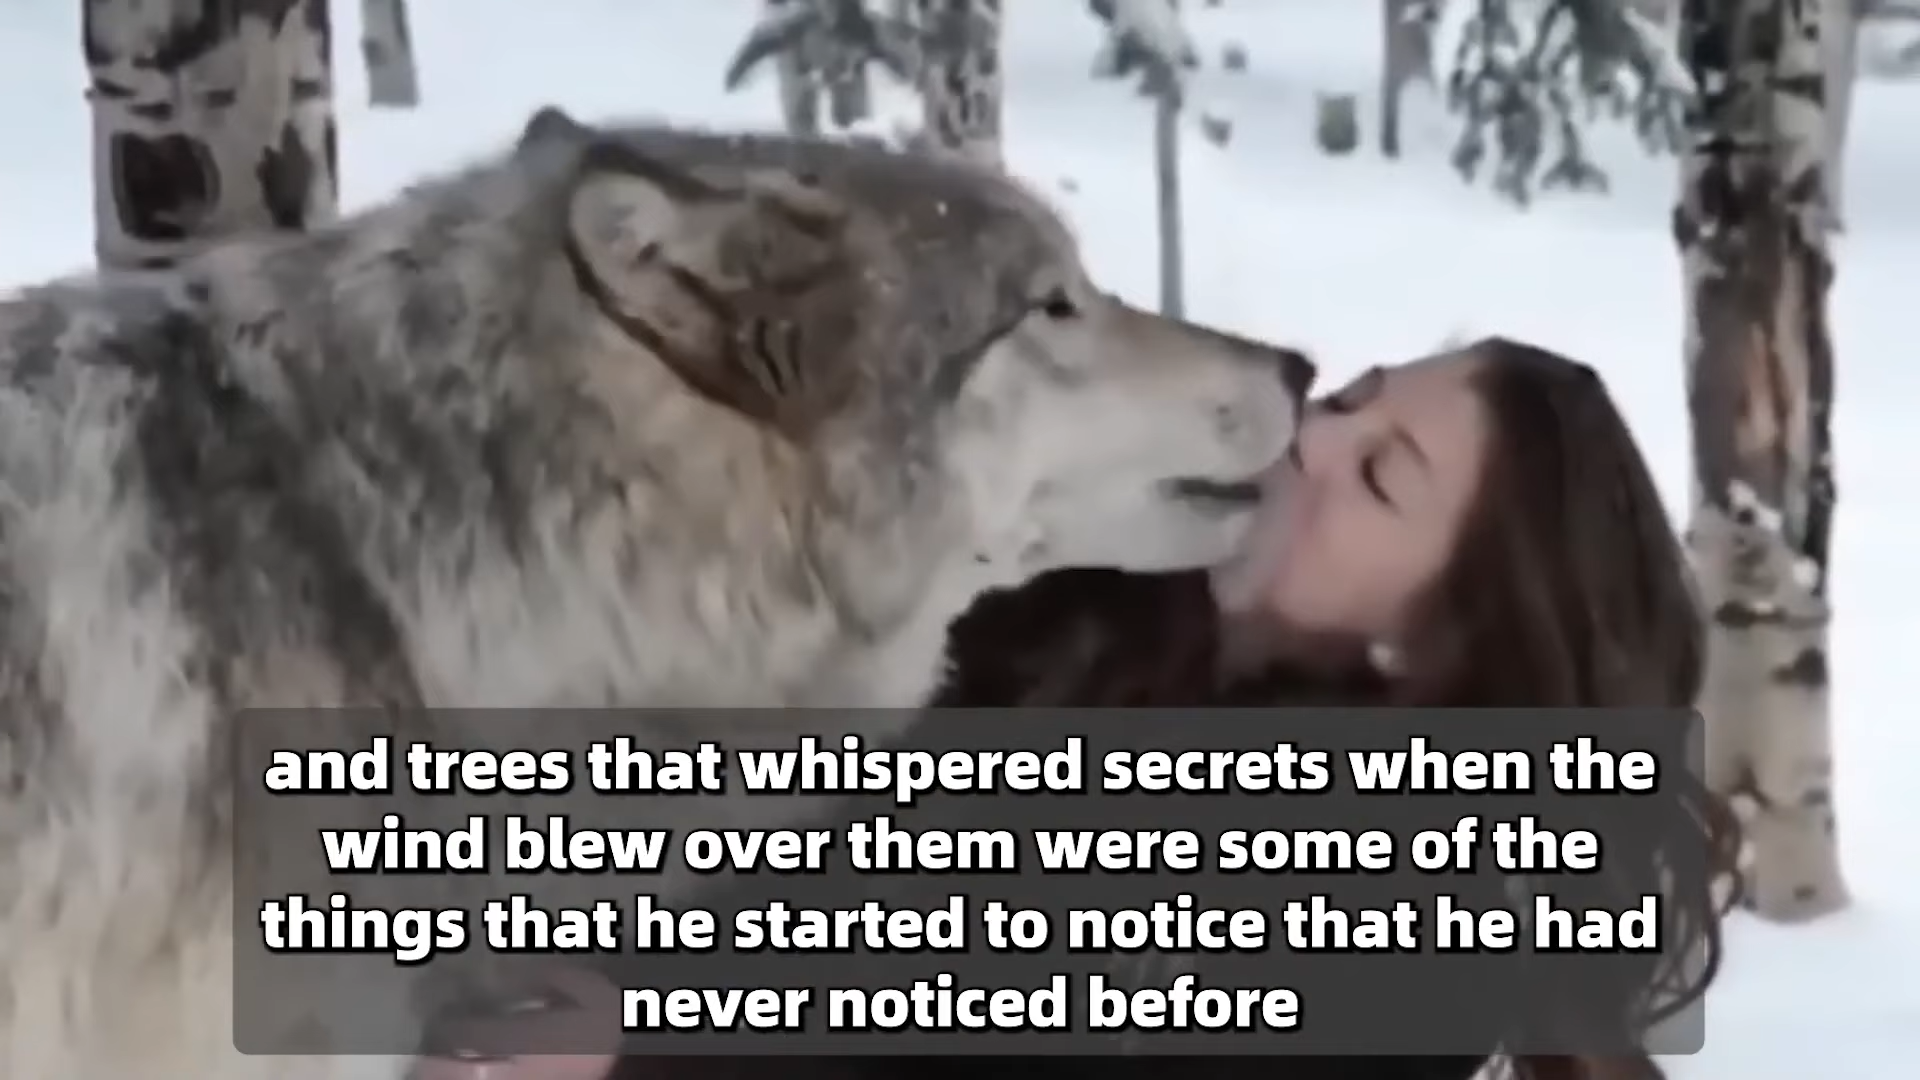 and trees that whispered secrets when the
wind blew over them were some of the
things that he started to notice that he had
never noticed before